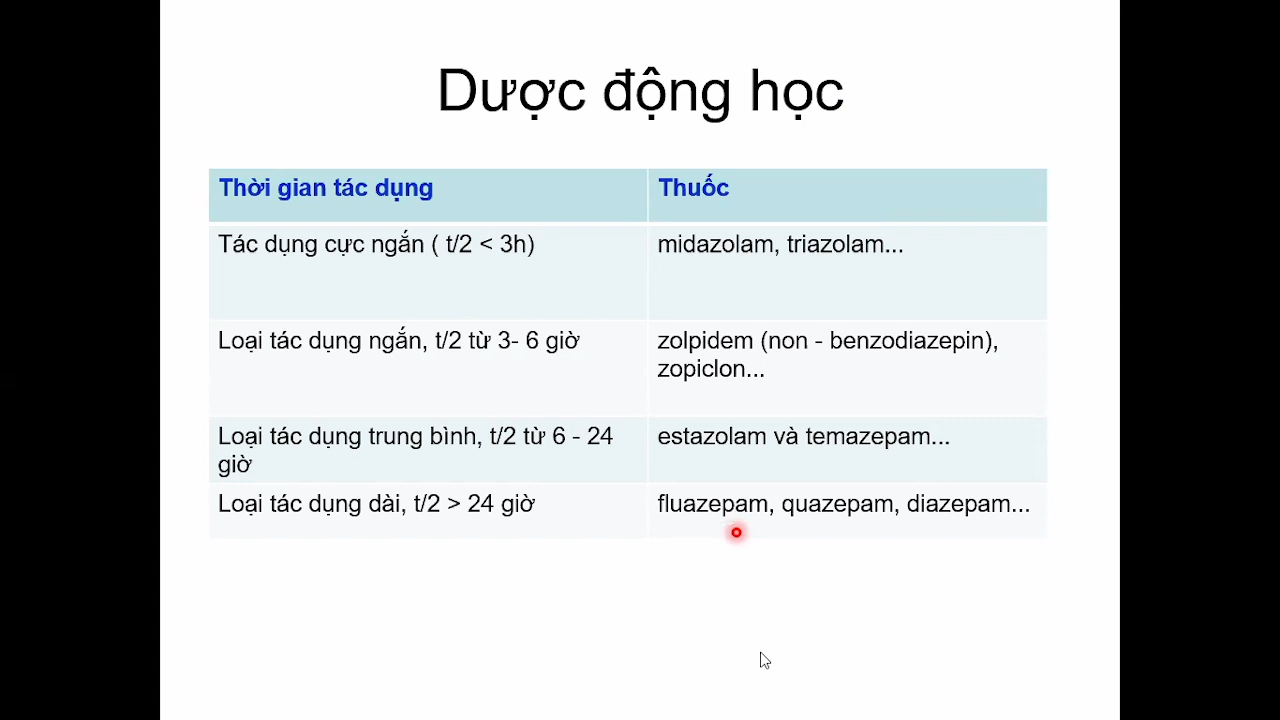 Dược động học
Thời gian tác dụng
Thuốc
Tác dụng cực ngắn ( t/2 < 3h)
midazolam, triazolam...
Loại tác dụng ngắn, t/2 từ 3- 6 giờ
zolpidem (non - benzodiazepin),
zopiclon...
Loại tác dụng trung bình, t/2 từ 6 - 24
giờ
estazolam và temazepam...
Loại tác dụng dài, t/2 > 24 giờ
fluazepam, quazepam, diazepam...